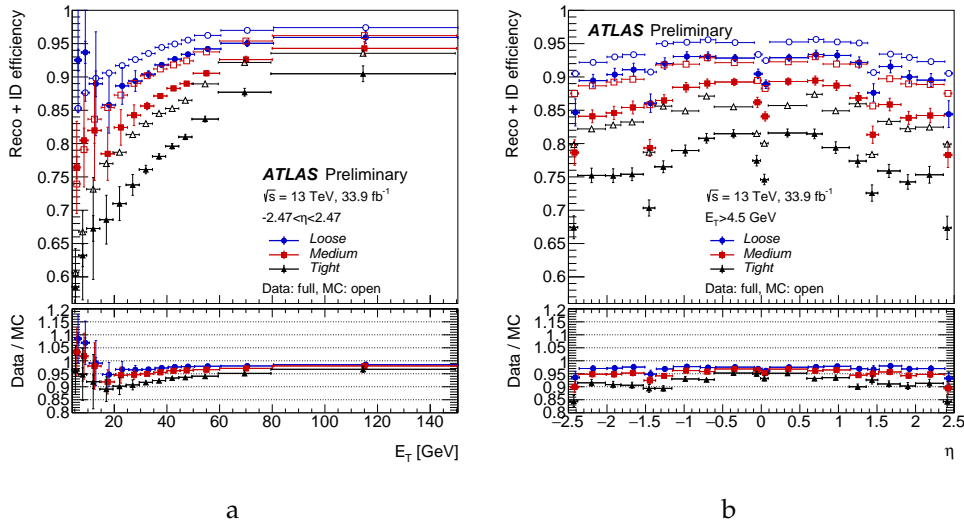 Reco + ID efficiency
1
0.95
0.9
0.85
0.8
0.75
0.7
0.65
0.6
ATLAS Preliminary
√s = 13 TeV, 33.9 fb-1
-2.47<η<2.47
Loose
Medium
Tight
Data: full, MC: open
Data / MC
1.2
1.15
1.1
1.05
1
0.95
0.9
0.85
0.8
20 40 60 80 100 120 140
ET [GeV]
a
Reco + ID efficiency
1
0.95
0.9
0.85
0.8
0.75
0.7
0.65
0.6
ATLAS Preliminary
√s = 13 TeV, 33.9 fb-1
ET>4.5 GeV
Loose
Medium
Tight
Data: full, MC: open
Data / MC
1.2
1.15
1.1
1.05
1
0.95
0.9
0.85
0.8
−2.5 −2 −1.5 −1 −0.5 0 0.5 1 1.5 2 2.5
η
b